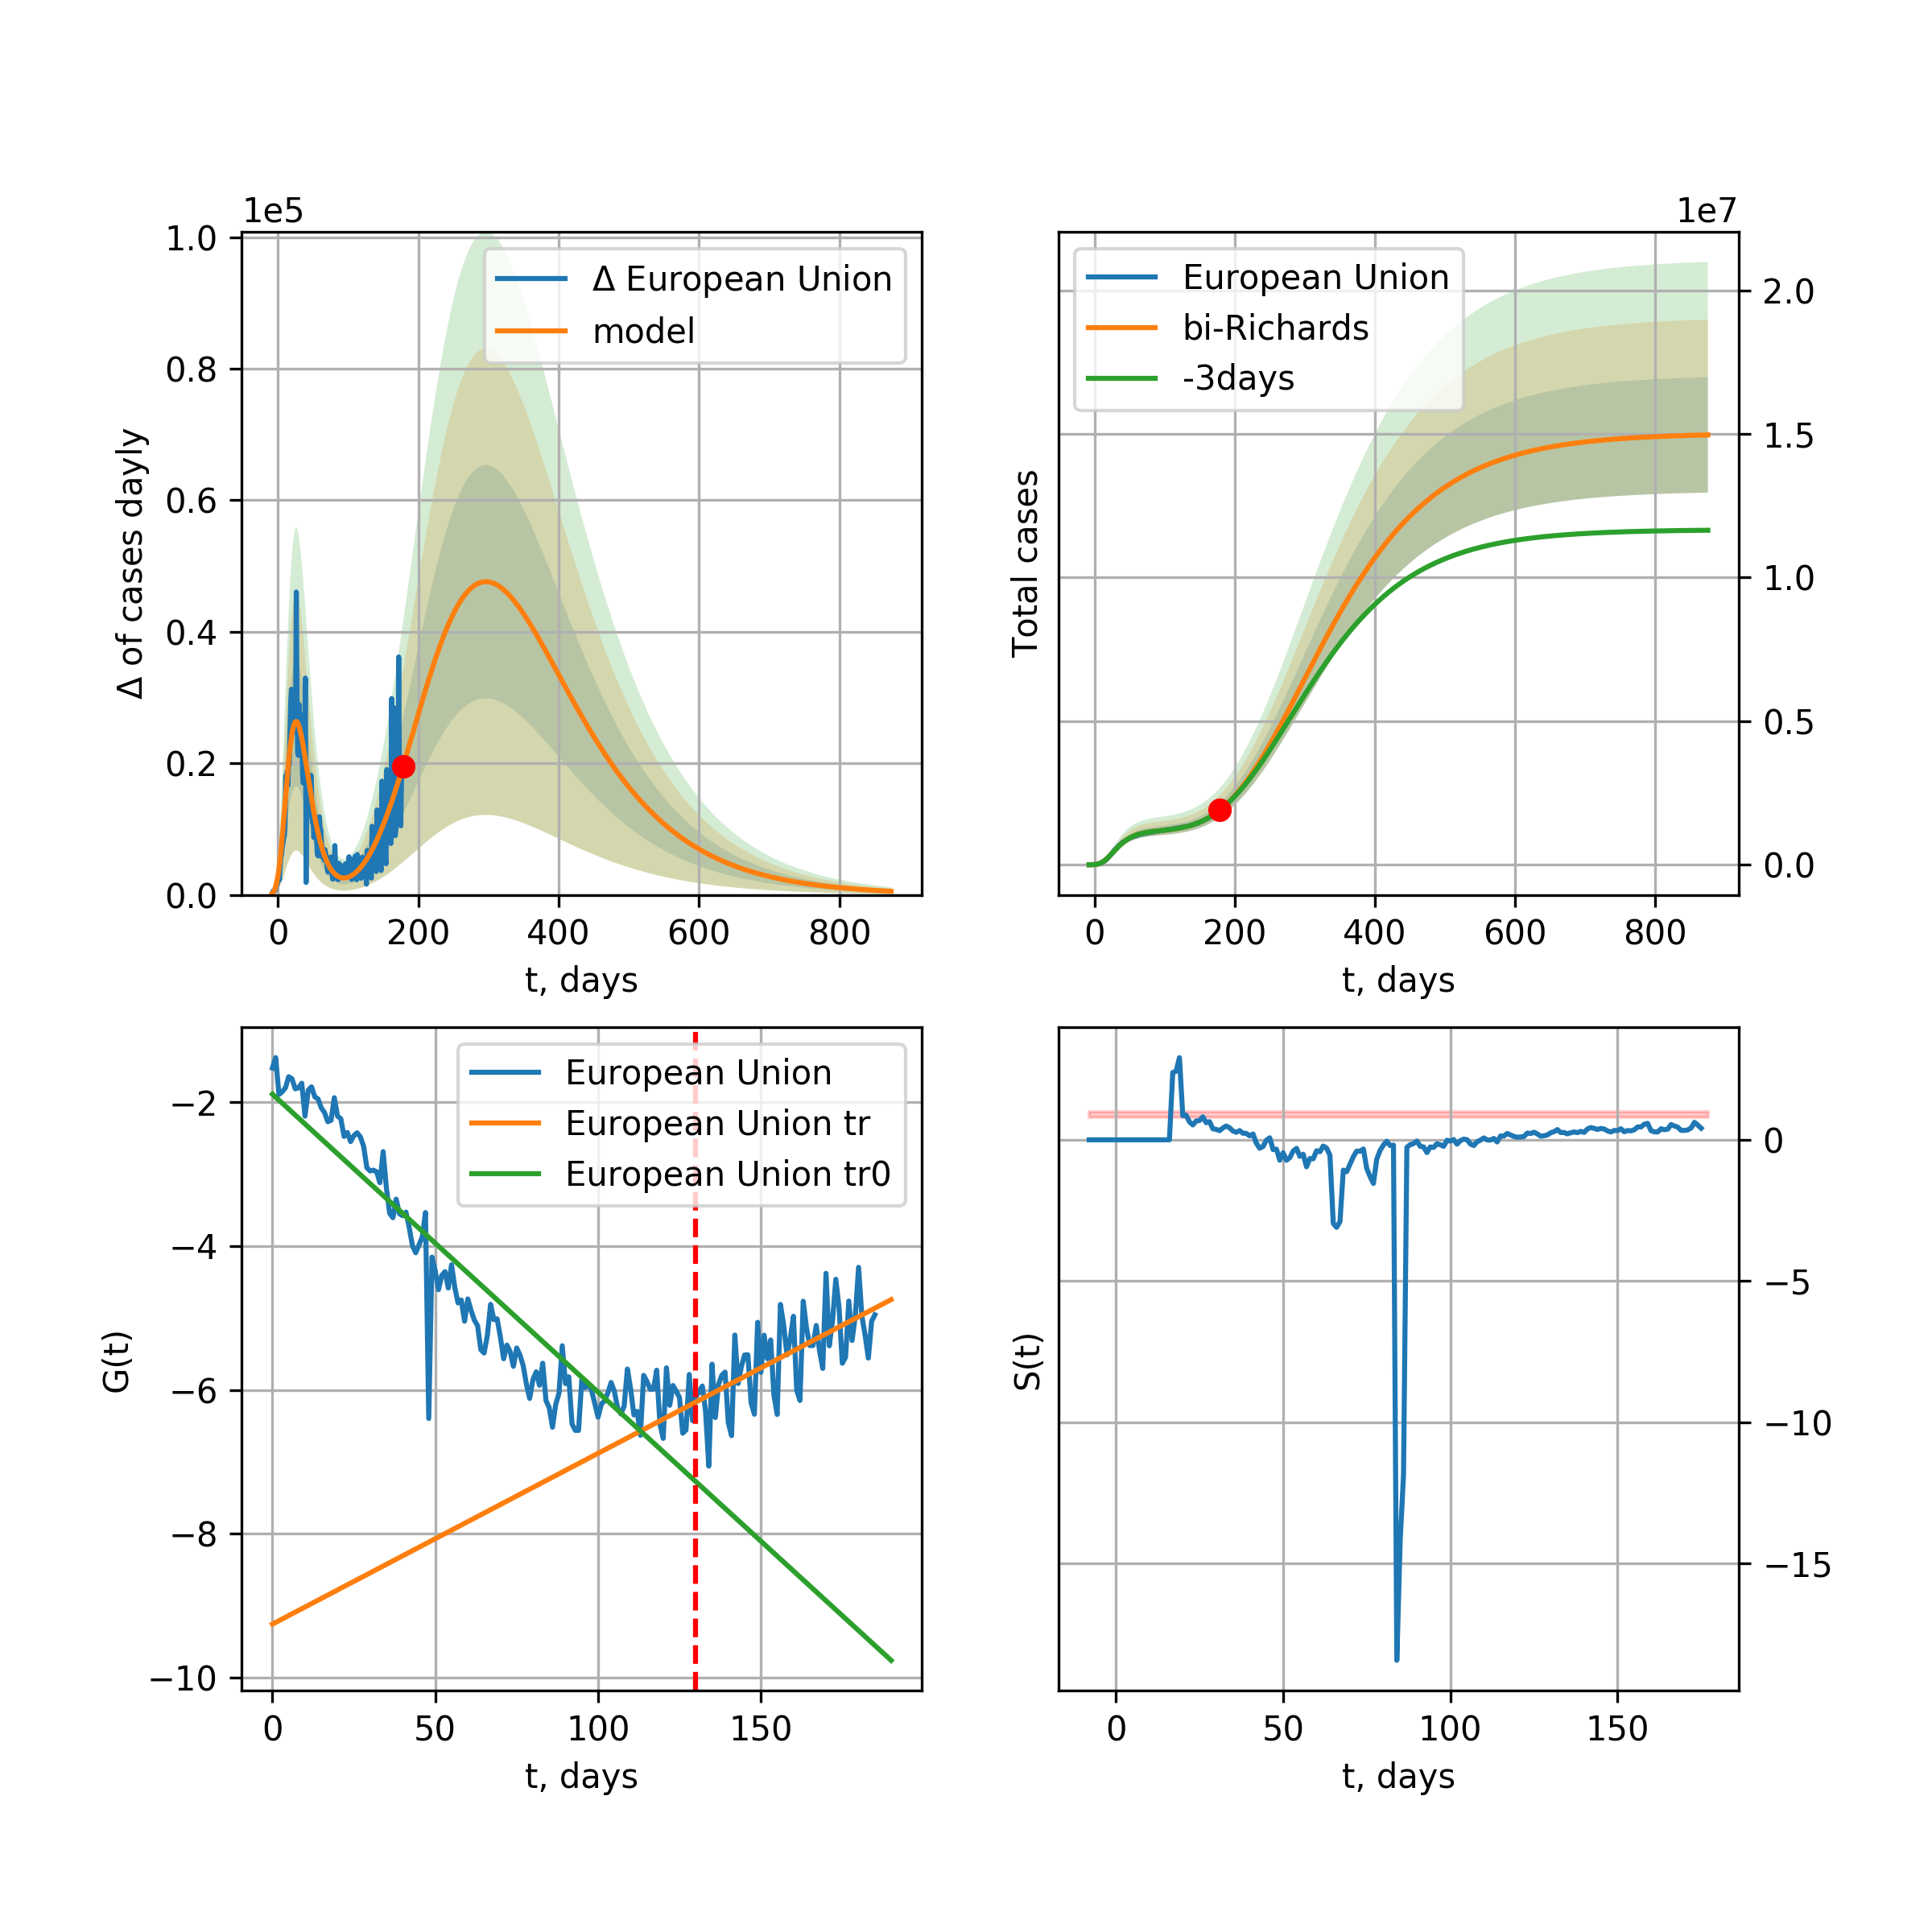 1e5
1.0
0.8
0.6
0.4
0.2
0.0
Δ of cases dayly
Δ European Union
model
0 200 400 600 800
t, days
1e7
2.0
1.5
1.0
0.5
0.0
Total cases
European Union
bi-Richards
-3days
0 200 400 600 800
t, days
−2
−4
−6
−8
−10
G(t)
European Union
European Union tr
European Union tr0
0 50 100 150
t, days
0
−5
−10
−15
S(t)
0 50 100 150
t, days